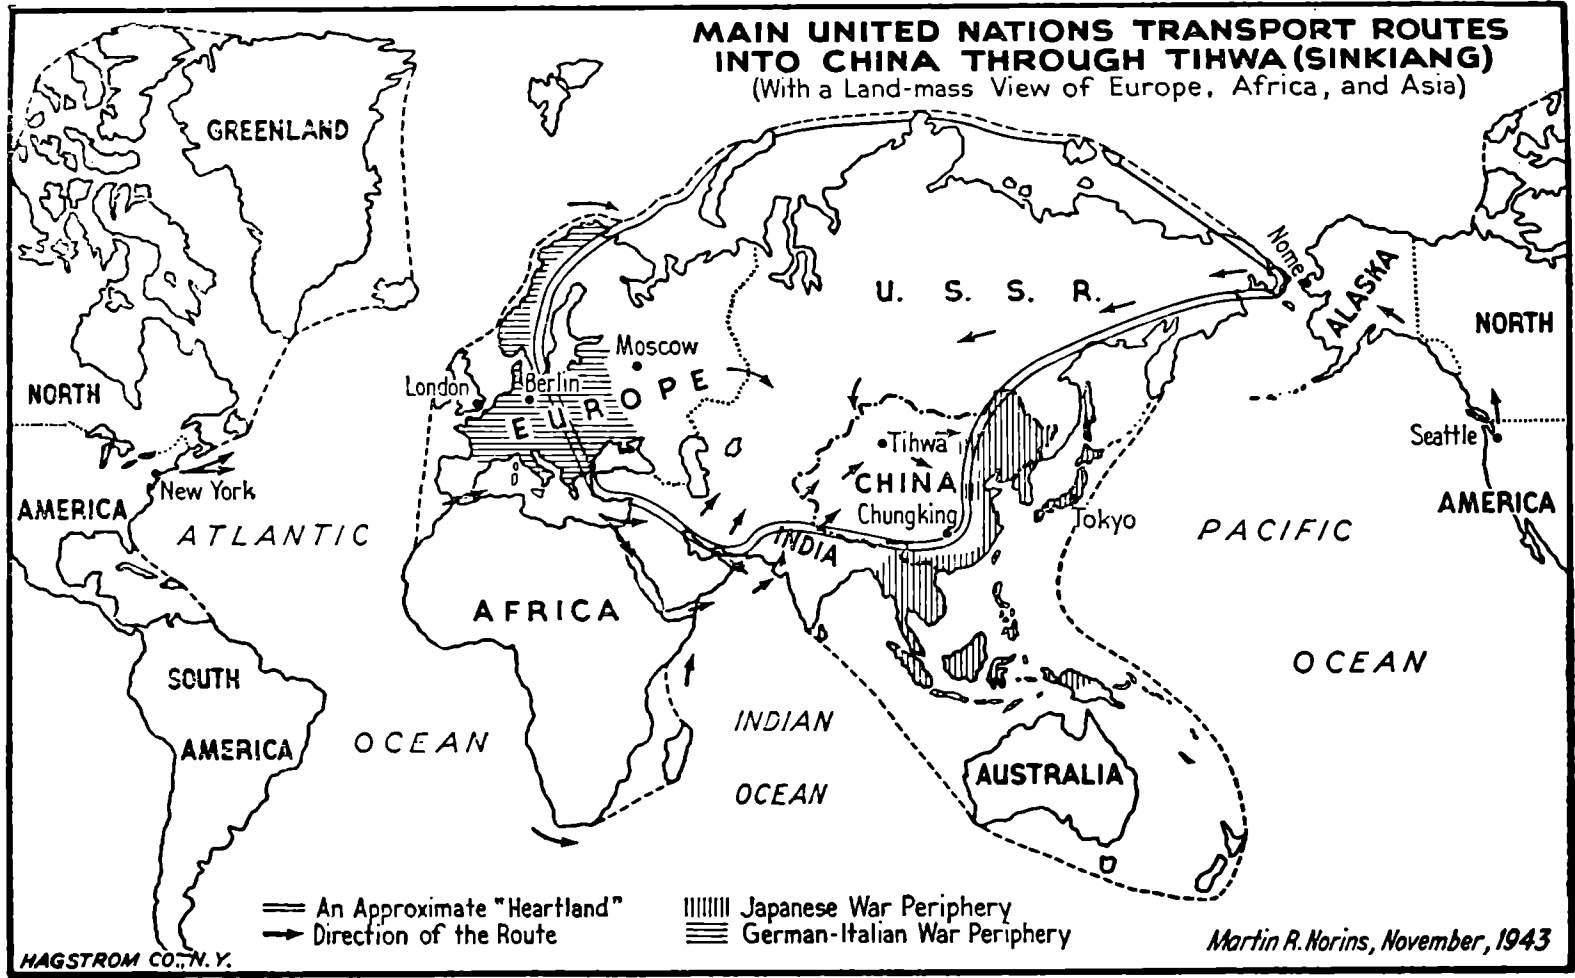 MAIN UNITED NATIONS TRANSPORT ROUTES
INTO CHINA THROUGH TIHWA (SINKIANG)
(With a Land-mass View of Europe, Africa, and Asia)
GREENLAND
Nome
ALASKA
U. S. S. R.
NORTH
Moscow
NORTH
London
Berlin
EUROPE
Tihwa
Seattle
New York
CHINA
AMERICA
AMERICA
Chungking
Tokyo
ATLANTIC
PACIFIC
INDIA
AFRICA
OCEAN
SOUTH
INDIAN
AMERICA
OCEAN
AUSTRALIA
OCEAN
An Approximate "Heartland"
Japanese War Periphery
Direction of the Route
German-Italian War Periphery
Martin R. Norins, November, 1943
HAGSTROM CO., N.Y.